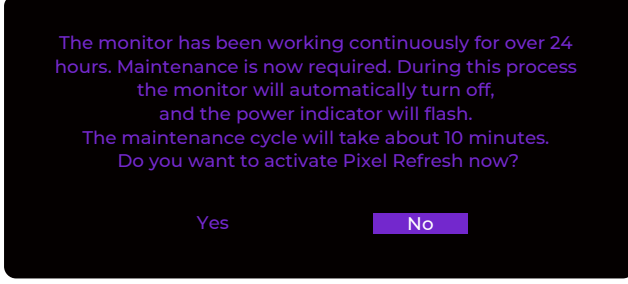 The monitor has been working continuously for over 24
hours. Maintenance is now required. During this process
the monitor will automatically turn off,
and the power indicator will flash.
The maintenance cycle will take about 10 minutes.
Do you want to activate Pixel Refresh now?
Yes No